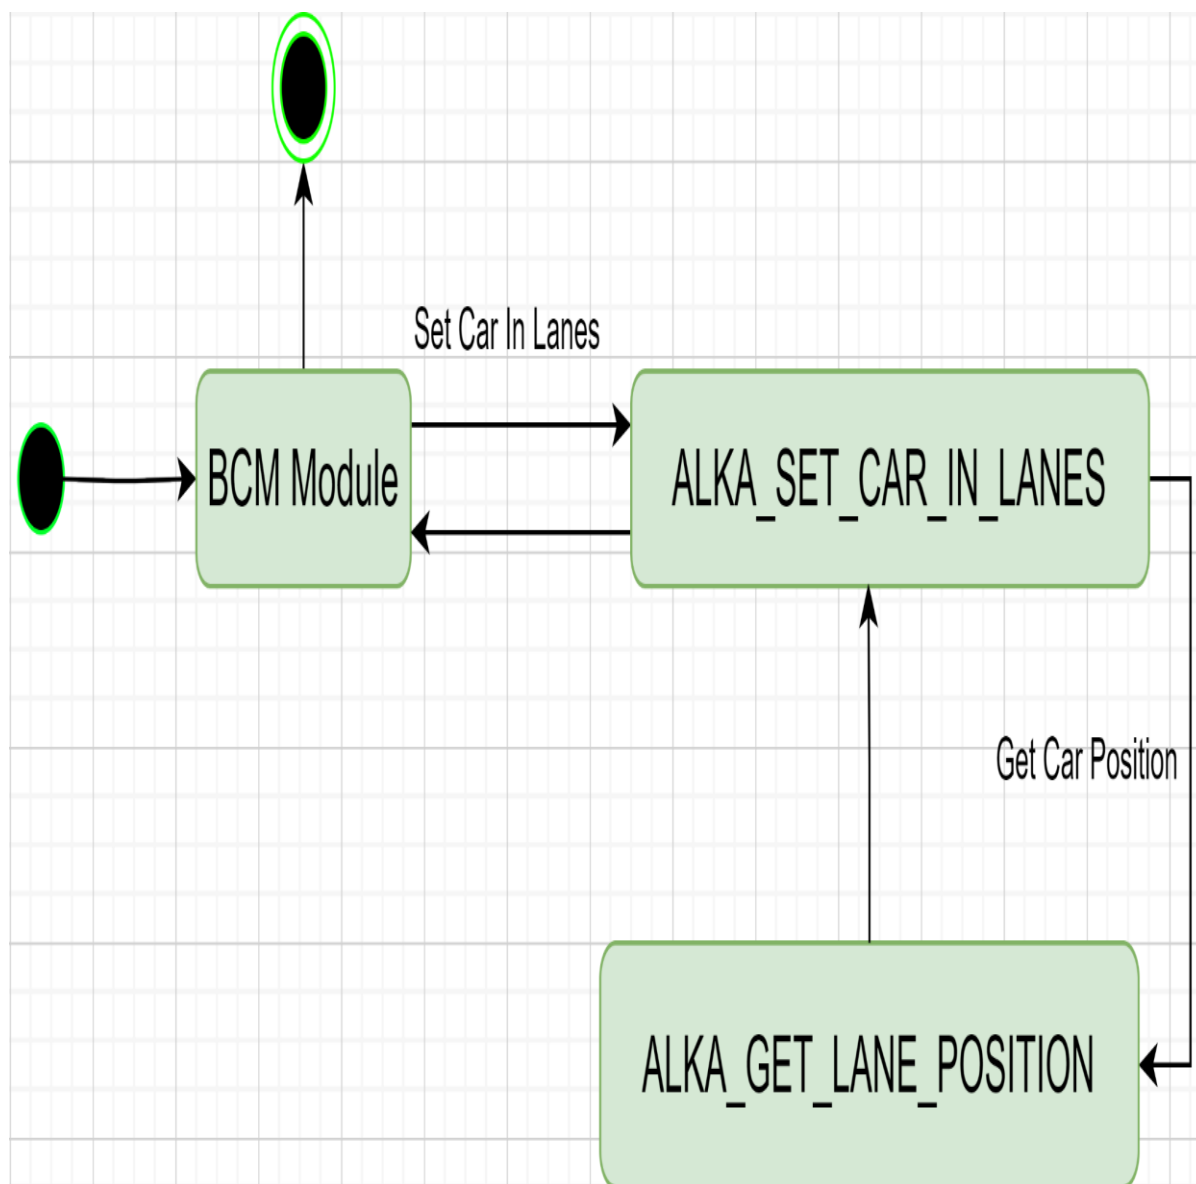 Set Car In Lanes
BCM Module
ALKA_SET_CAR_IN_LANES
Get Car Position
ALKA_GET_LANE_POSITION